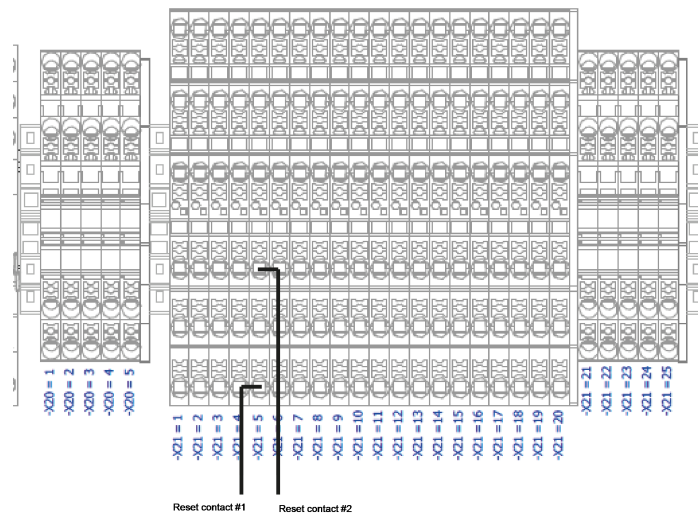 -X20 = 1
-X20 = 2
-X20 = 3
-X20 = 4
-X20 = 5
-X21 = 1
-X21 = 2
-X21 = 3
-X21 = 4
-X21 = 5
-X21 = 6
-X21 = 7
-X21 = 8
-X21 = 9
-X21 = 10
-X21 = 11
-X21 = 12
-X21 = 13
-X21 = 14
-X21 = 15
-X21 = 16
-X21 = 17
-X21 = 18
-X21 = 19
-X21 = 20
-X21 = 21
-X21 = 22
-X21 = 23
-X21 = 24
-X21 = 25
Reset contact #1
Reset contact #2